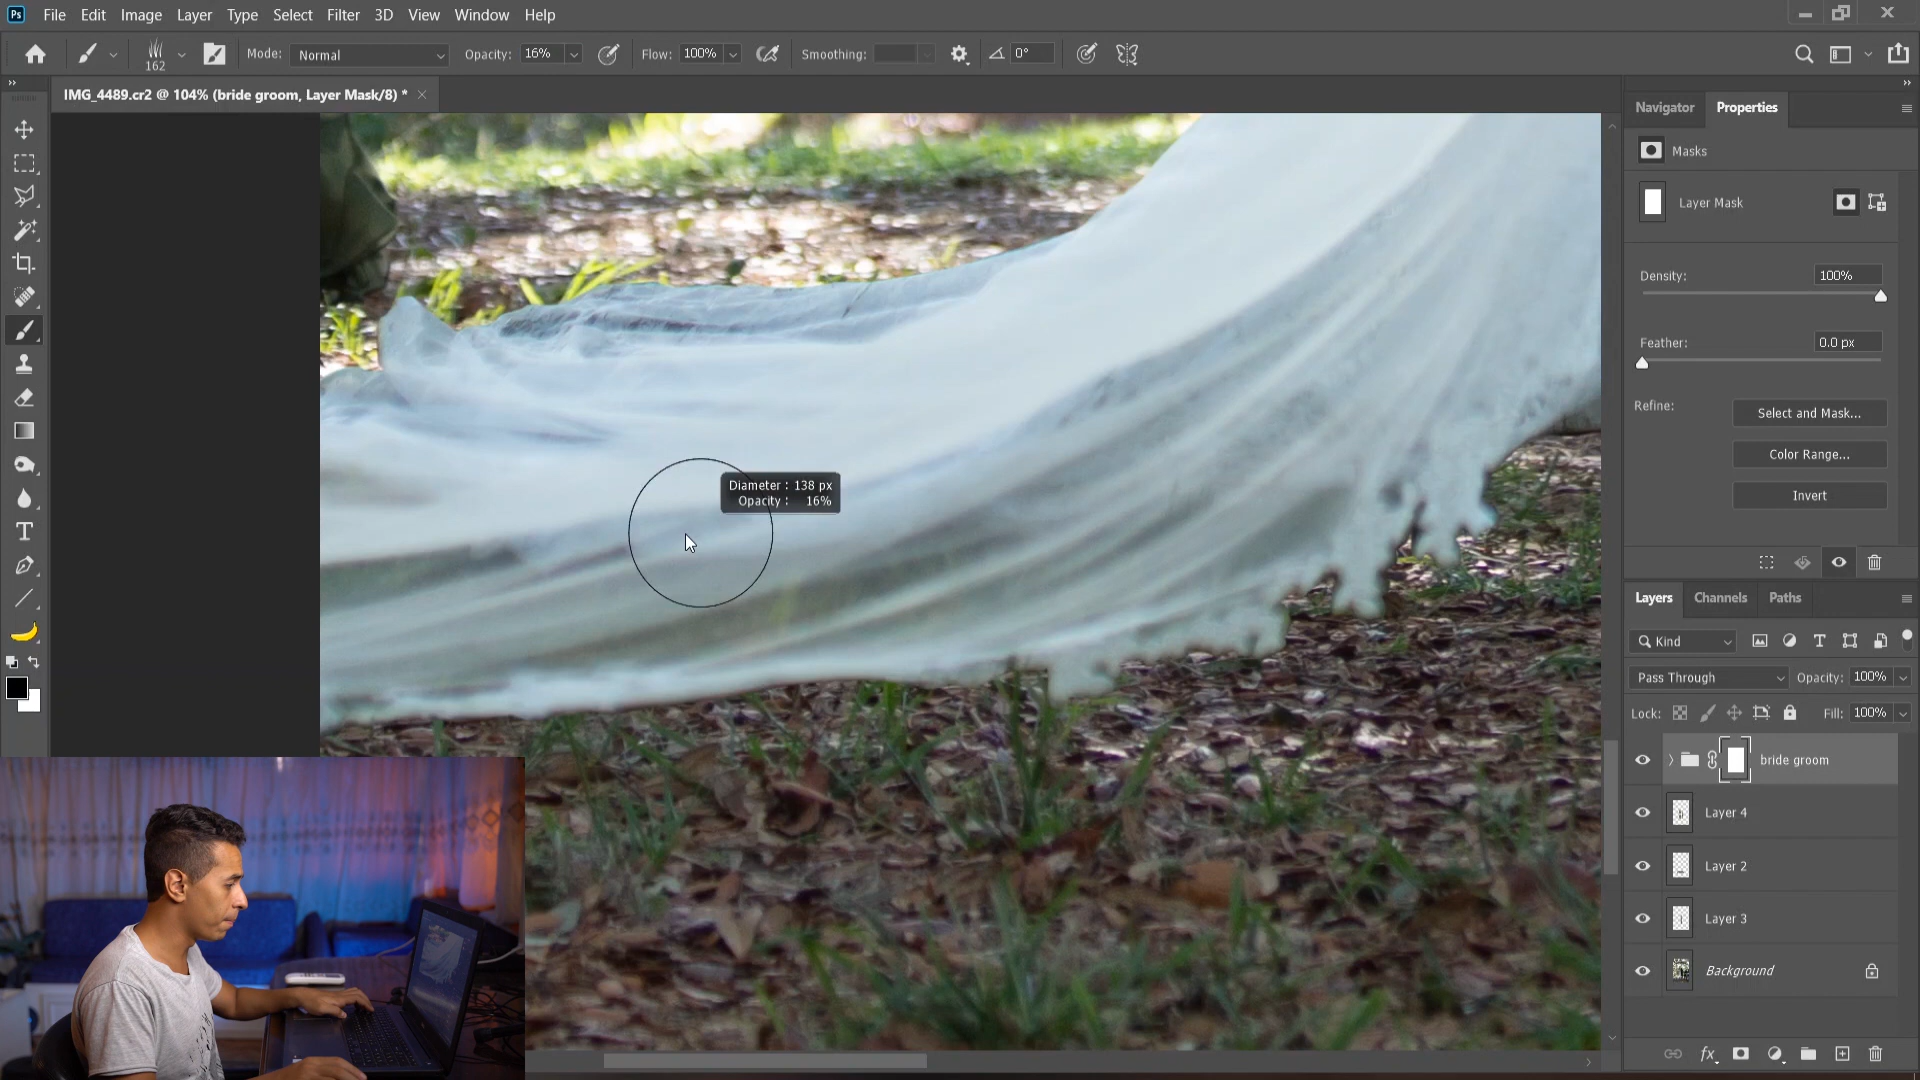 Ps File Edit Image Layer Type Select Filter 3D View Window Help
162 Mode: Normal Opacity: 16% Flow: 100% Smoothing: 0°
IMG_4489.cr2 @ 104% (bride groom, Layer Mask/8) *
Diameter : 138 px
Opacity : 16%
T
Navigator Properties
Masks
Layer Mask
Density: 100%
Feather: 0.0 px
Refine: Select and Mask...
Color Range...
Invert
Layers Channels Paths
Kind T
Pass Through Opacity: 100%
Lock: Fill: 100%
bride groom
Layer 4
Layer 2
Layer 3
Background
fx